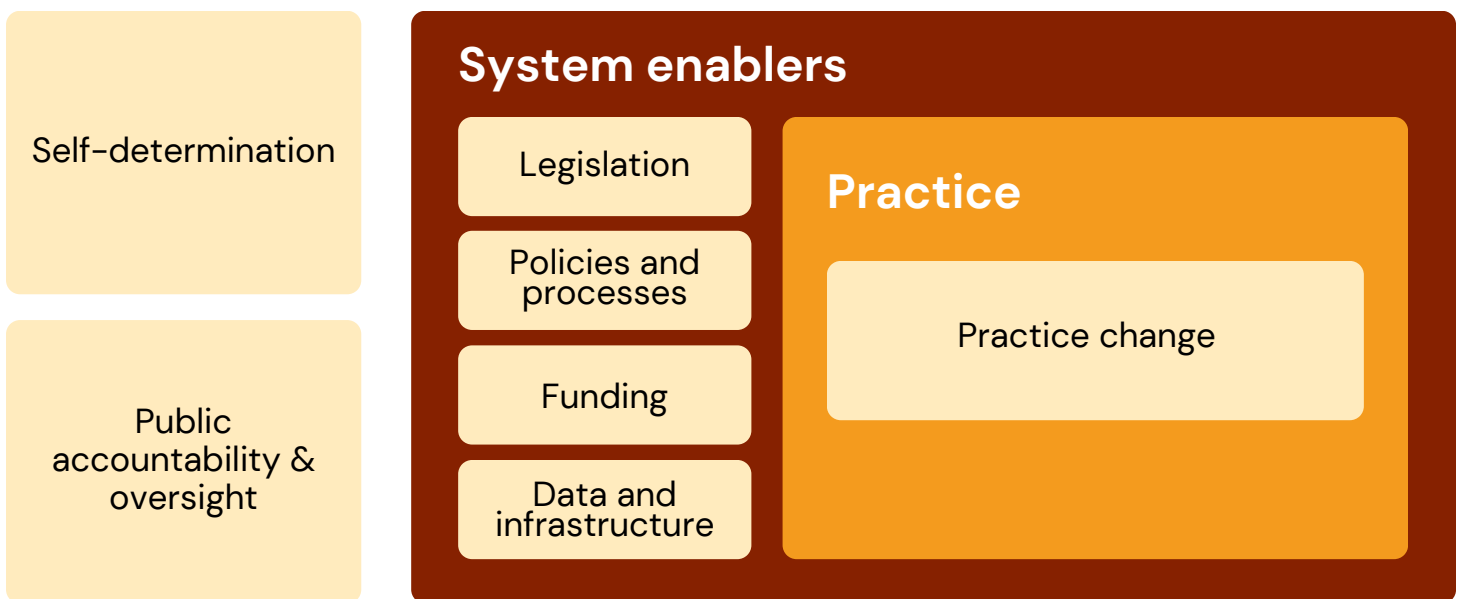 Self-determination
Public
accountability &
oversight
System enablers
Legislation
Policies and
processes
Funding
Data and
infrastructure
Practice
Practice change